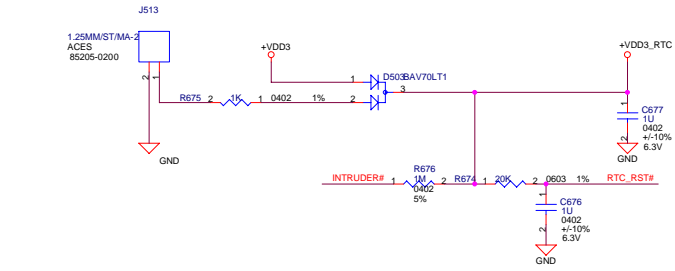 J513
1.25MM/ST/MA-2
ACES
85205-0200
2
1
+VDD3
+VDD3_RTC
D503 BAV70LT1
1
3
2
R675 2 1K 1 0402 1%
1
C677
1U
0402
+/-10%
6.3V
2
GND
GND
R676
INTRUDER# 1 1M 2 R674 1 20K 2 0603 1% RTC_RST#
0402
5%
1
C676
1U
0402
+/-10%
6.3V
2
GND